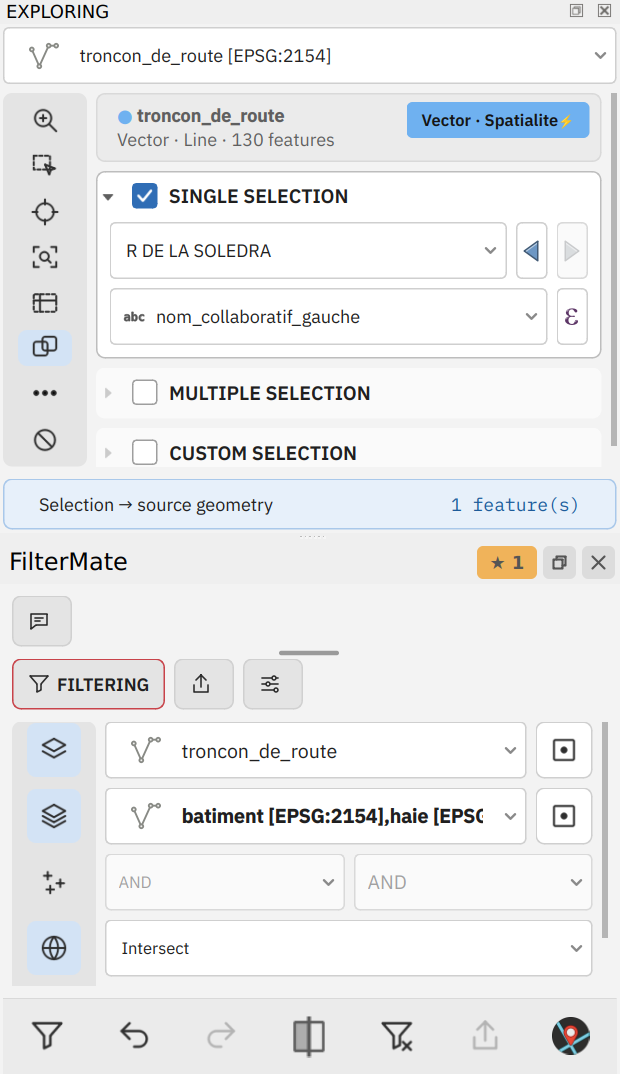 EXPLORING
troncon_de_route [EPSG:2154]
troncon_de_route
Vector · Line · 130 features
Vector · Spatialite⚡
SINGLE SELECTION
R DE LA SOLEDRA
abc nom_collaboratif_gauche
ε
MULTIPLE SELECTION
CUSTOM SELECTION
Selection → source geometry 1 feature(s)
FilterMate
★ 1
FILTERING
troncon_de_route
batiment [EPSG:2154],haie [EPSG
AND AND
Intersect